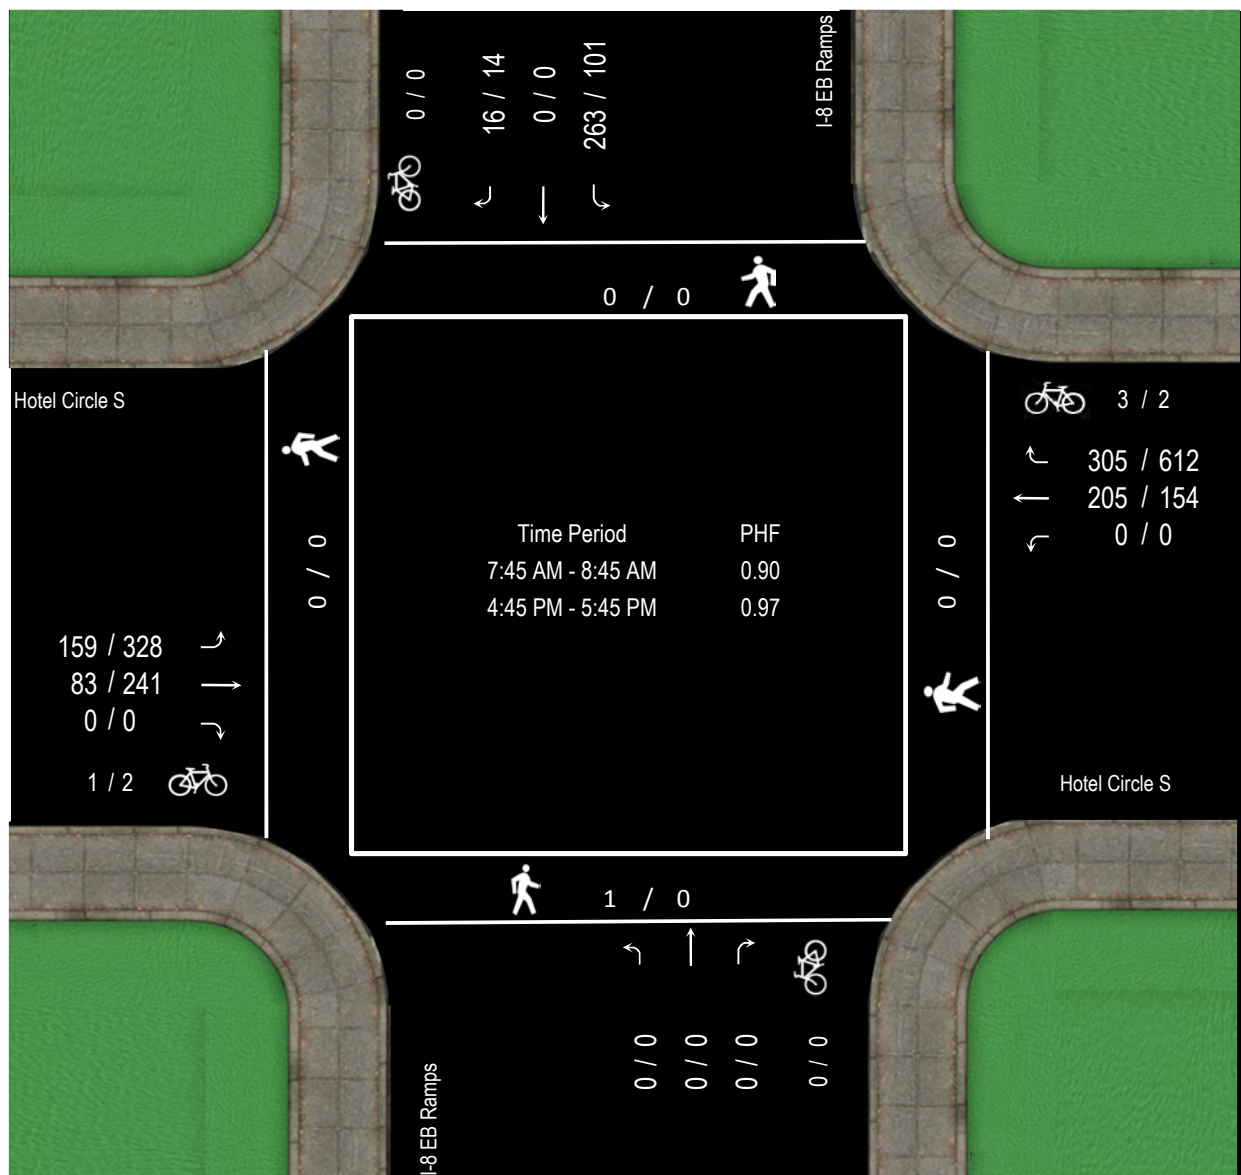 0 / 0
16 / 14
0 / 0
263 / 101
I-8 EB Ramps
0 / 0
Hotel Circle S
3 / 2
305 / 612
205 / 154
0 / 0
0 / 0
Time Period PHF
7:45 AM - 8:45 AM 0.90
4:45 PM - 5:45 PM 0.97
0 / 0
159 / 328
83 / 241
0 / 0
1 / 2
Hotel Circle S
1 / 0
0 / 0
0 / 0
0 / 0
0 / 0
I-8 EB Ramps